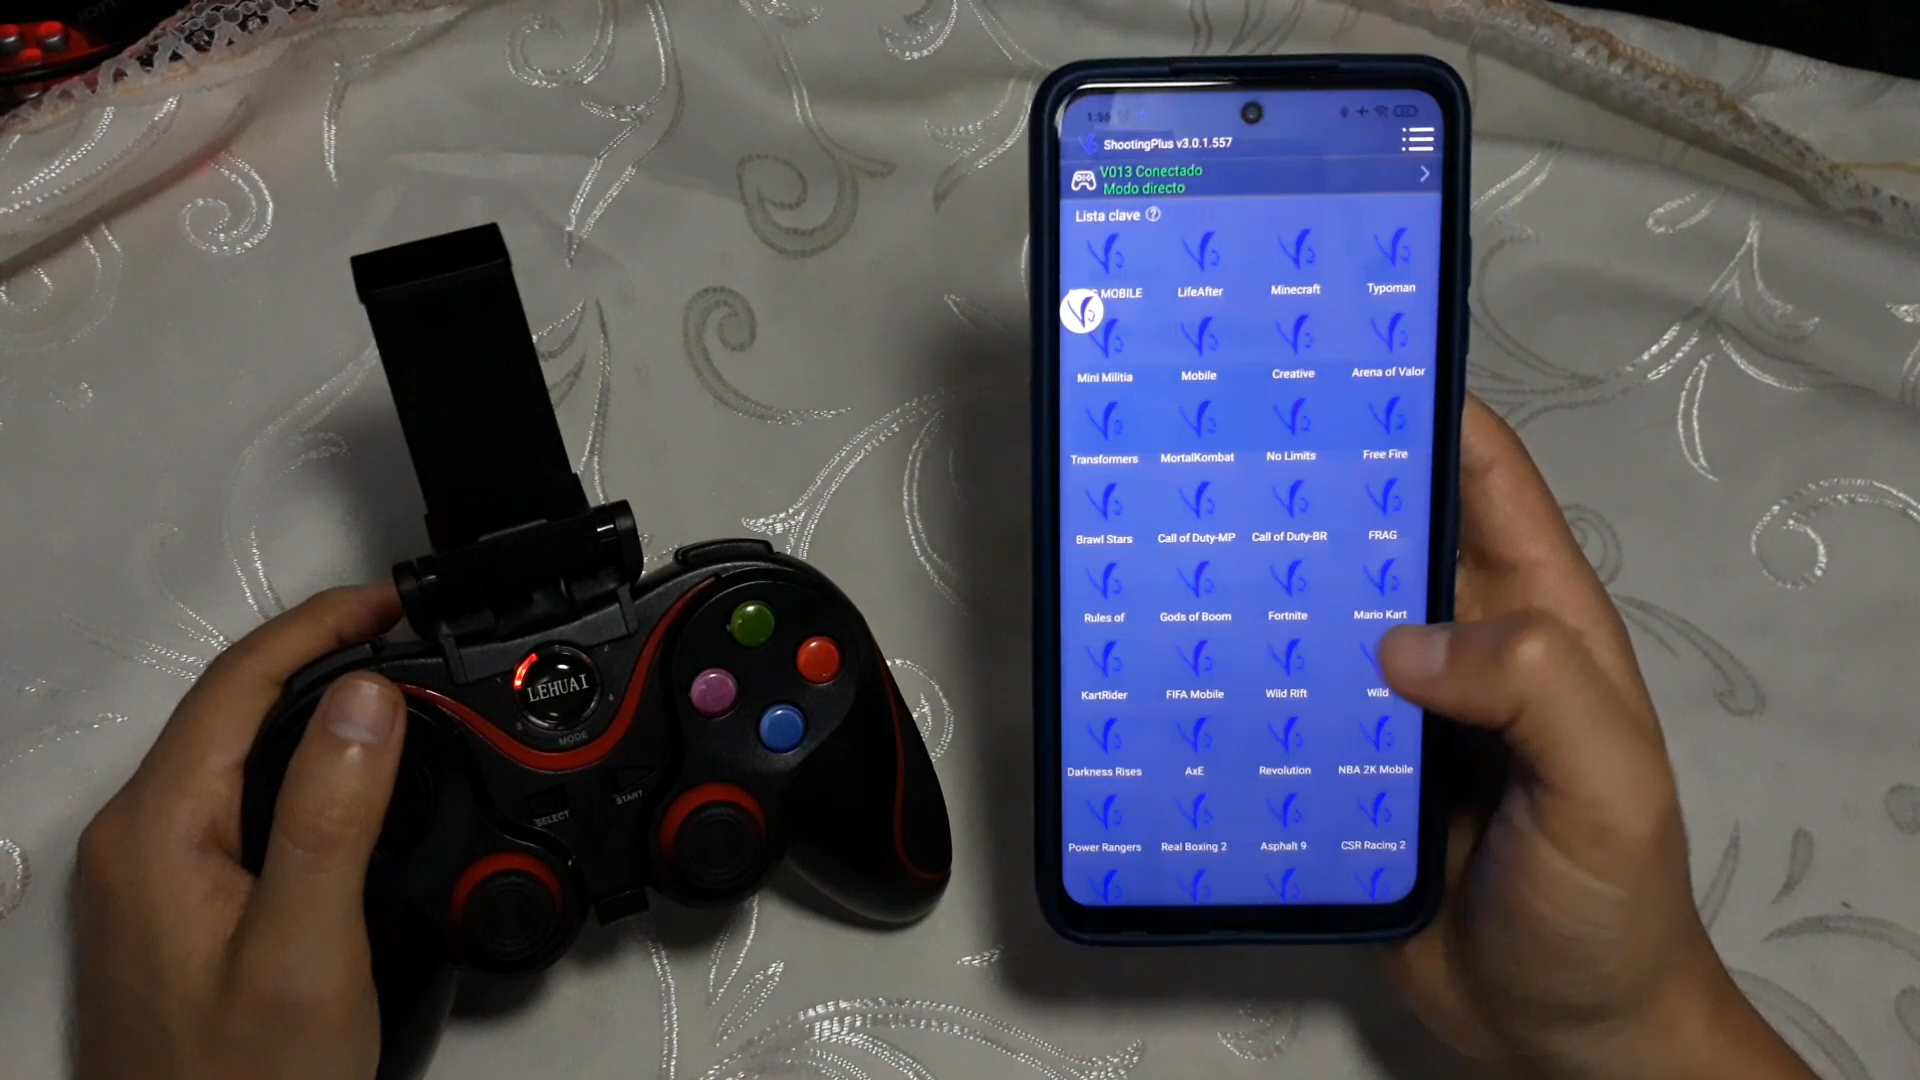 ShootingPlus v3.0.1.557
V013 Conectado
Modo directo
Lista clave ?
MOBILE LifeAfter Minecraft Typoman
Mini Militia Mobile Creative Arena of Valor
Transformers MortalKombat No Limits Free Fire
Brawl Stars Call of Duty-MP Call of Duty-BR FRAG
Rules of Gods of Boom Fortnite Mario Kart
KartRider FIFA Mobile Wild Rift Wild
Darkness Rises AxE Revolution NBA 2K Mobile
Power Rangers Real Boxing 2 Asphalt 9 CSR Racing 2
LEHUAI
MODE
SELECT
START